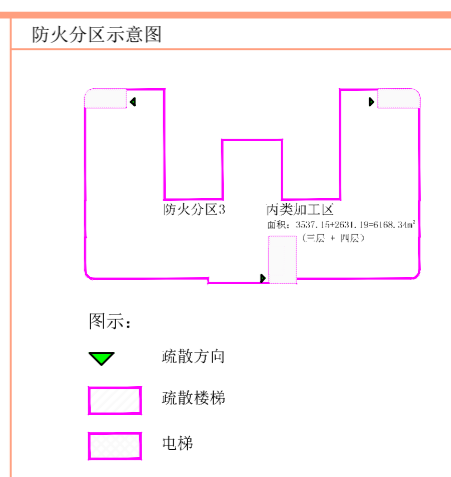 防火分区示意图
防火分区3 丙类加工区
面积：3537.15+2631.19=6168.34m²
（三层 + 四层）
图示：
疏散方向
疏散楼梯
电梯